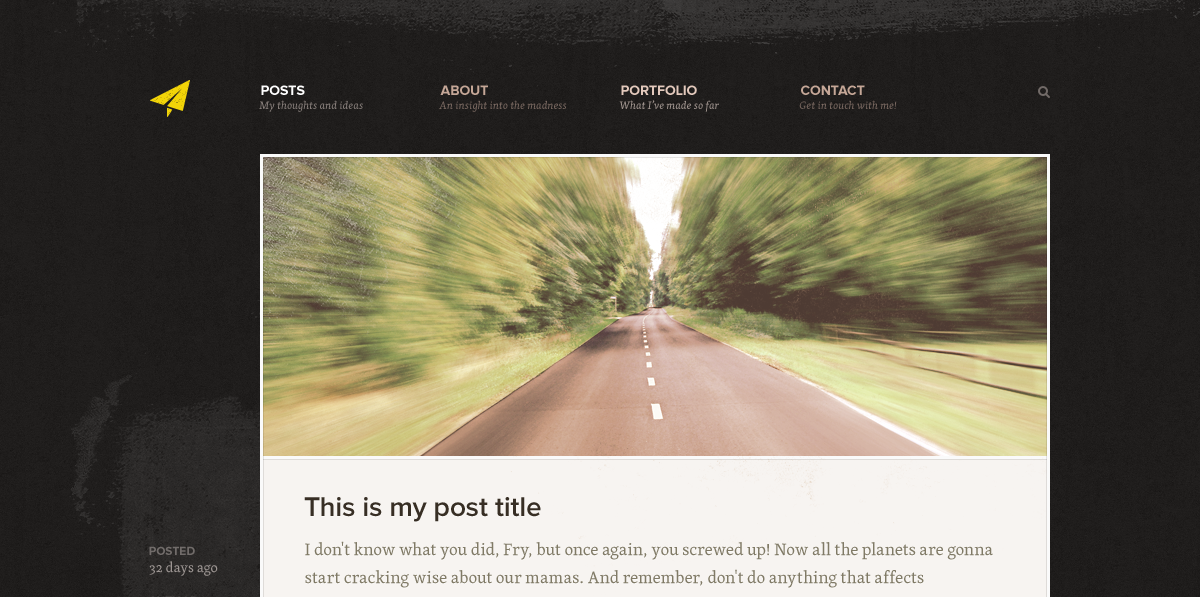 POSTS
My thoughts and ideas
ABOUT
An insight into the madness
PORTFOLIO
What I've made so far
CONTACT
Get in touch with me!
This is my post title
POSTED
32 days ago
I don't know what you did, Fry, but once again, you screwed up! Now all the planets are gonna
start cracking wise about our mamas. And remember, don't do anything that affects